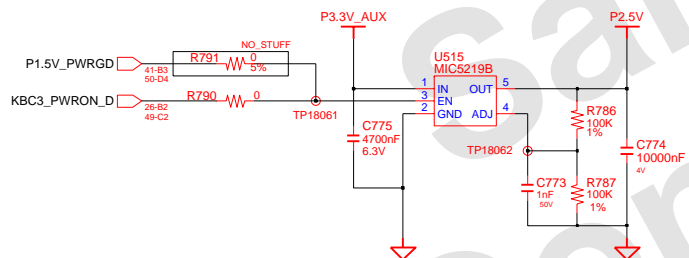 P3.3V_AUX
P2.5V
NO_STUFF
P1.5V_PWRGD
41-B3
50-D4
R791
0
5%
U515
MIC5219B
KBC3_PWRON_D
26-B2
49-C2
R790
0
TP18061
1 IN OUT 5
3 EN
2 GND ADJ 4
C775
4700nF
6.3V
TP18062
R786
100K
1%
C774
10000nF
4V
C773
1nF
50V
R787
100K
1%